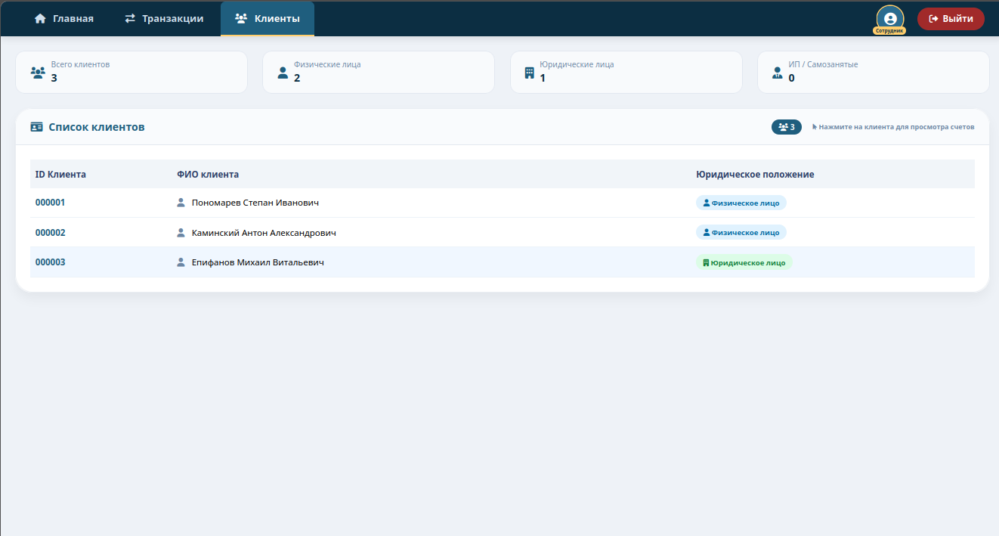 Главная Транзакции Клиенты Сотрудник Выйти
Всего клиентов Физические лица Юридические лица ИП / Самозанятые
3 2 1 0
Список клиентов 3 Нажмите на клиента для просмотра счетов
ID Клиента ФИО клиента Юридическое положение
000001 Пономарев Степан Иванович Физическое лицо
000002 Каминский Антон Александрович Физическое лицо
000003 Епифанов Михаил Витальевич Юридическое лицо